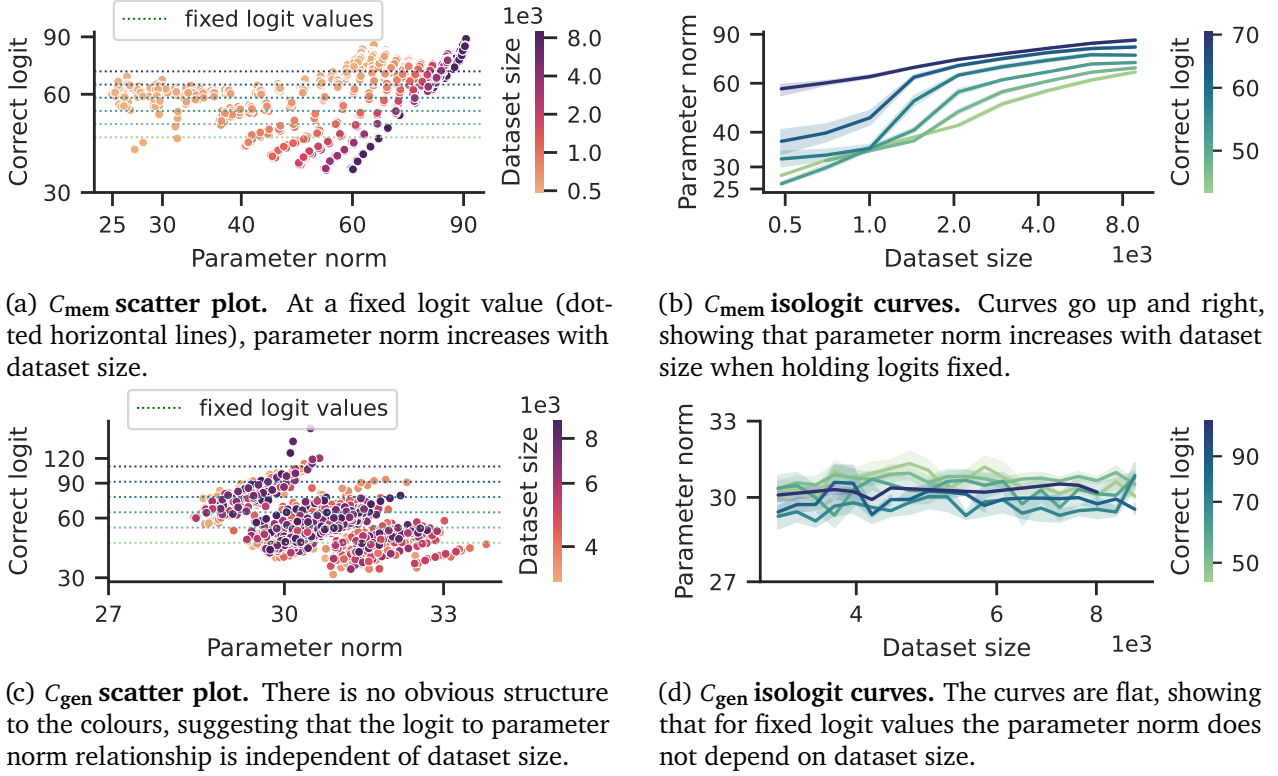 fixed logit values
1e3
Correct logit
90
60
30
25
30
40
60
90
Parameter norm
Dataset size
8.0
4.0
2.0
1.0
0.5
(a) Cmem scatter plot. At a fixed logit value (dot-
ted horizontal lines), parameter norm increases with
dataset size.
Parameter norm
90
60
40
30
25
0.5
1.0
2.0
4.0
8.0
1e3
Dataset size
Correct logit
70
60
50
(b) Cmem isologit curves. Curves go up and right,
showing that parameter norm increases with dataset
size when holding logits fixed.
fixed logit values
1e3
Correct logit
120
90
60
30
27
30
33
Parameter norm
Dataset size
8
6
4
(c) Cgen scatter plot. There is no obvious structure
to the colours, suggesting that the logit to parameter
norm relationship is independent of dataset size.
Parameter norm
33
30
27
4
6
8
1e3
Dataset size
Correct logit
90
70
50
(d) Cgen isologit curves. The curves are flat, showing
that for fixed logit values the parameter norm does
not depend on dataset size.